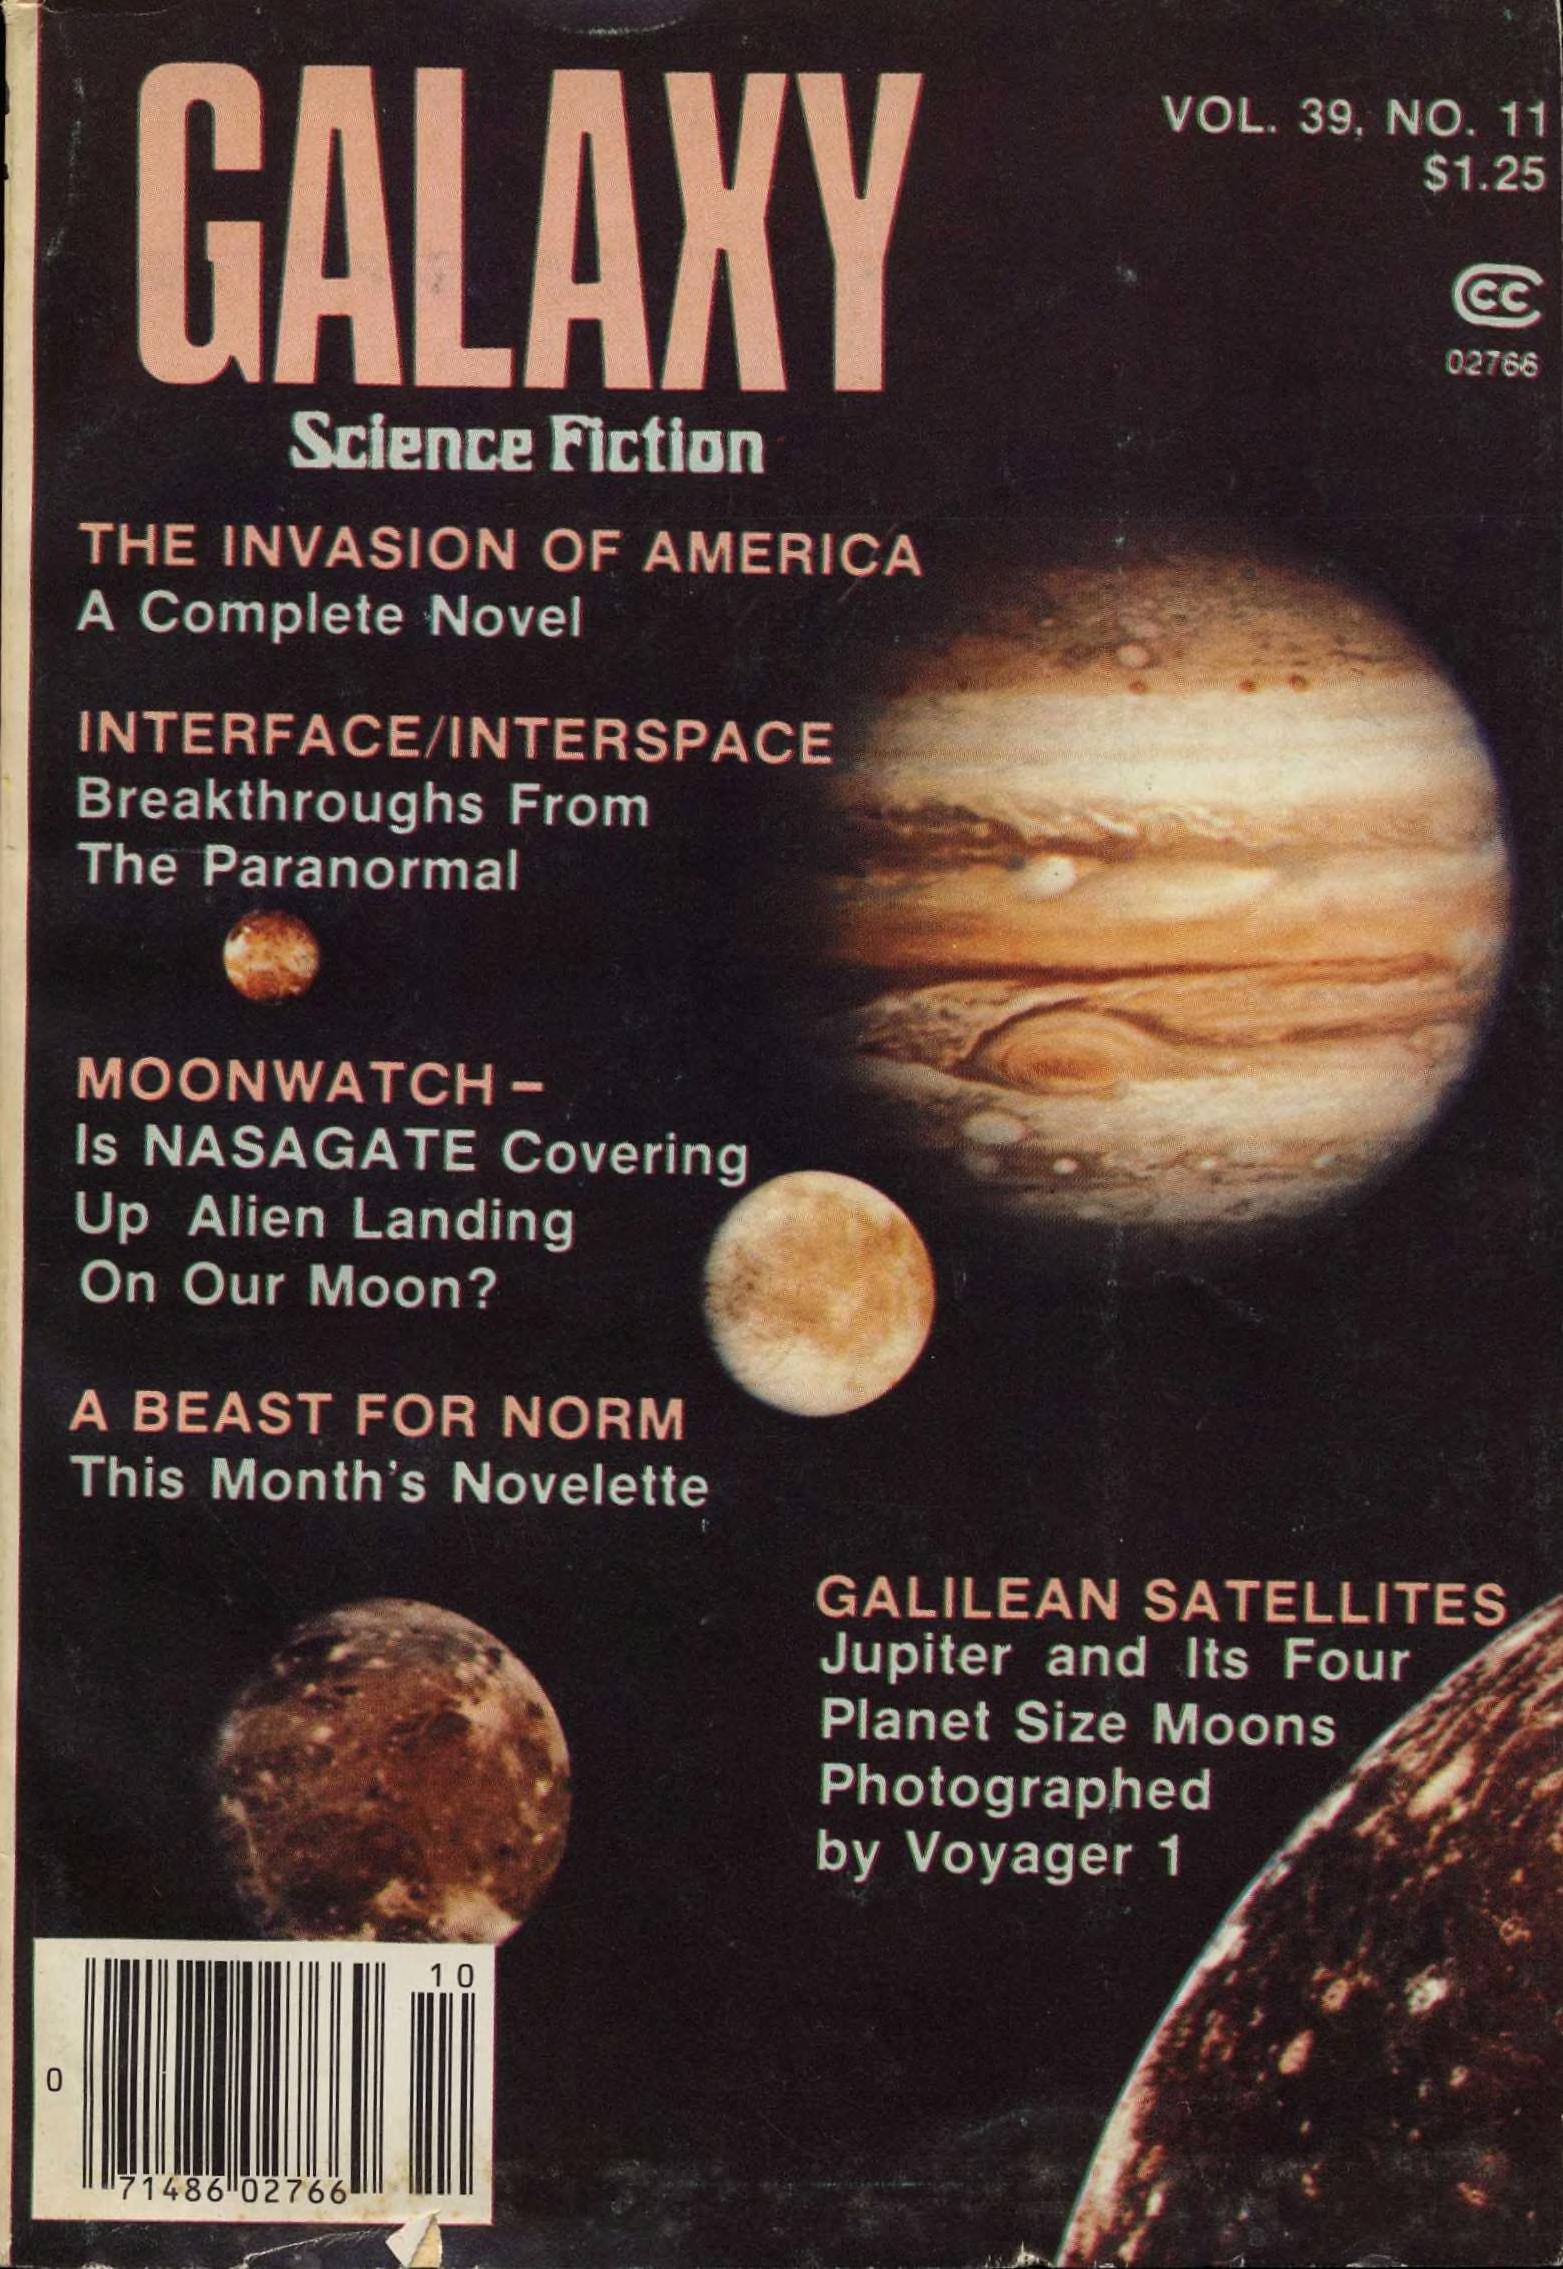 GALAXY
Science Fiction
VOL. 39, NO. 11
$1.25
CC
02766
THE INVASION OF AMERICA
A Complete Novel
INTERFACE/INTERSPACE
Breakthroughs From
The Paranormal
MOONWATCH –
Is NASAGATE Covering
Up Alien Landing
On Our Moon?
A BEAST FOR NORM
This Month's Novelette
GALILEAN SATELLITES
Jupiter and Its Four
Planet Size Moons
Photographed
by Voyager 1
10
0
71486 02766